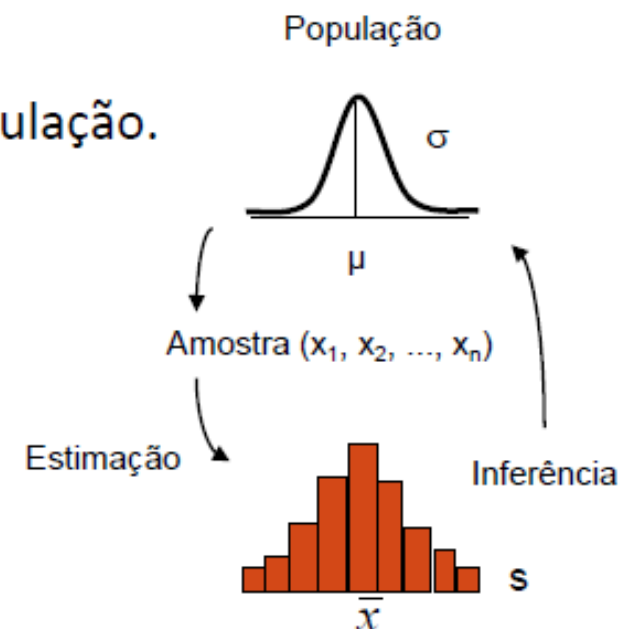 População
ulação.
σ
μ
Amostra (x₁, x₂, ..., xₙ)
Estimação
Inferência
s
x̅